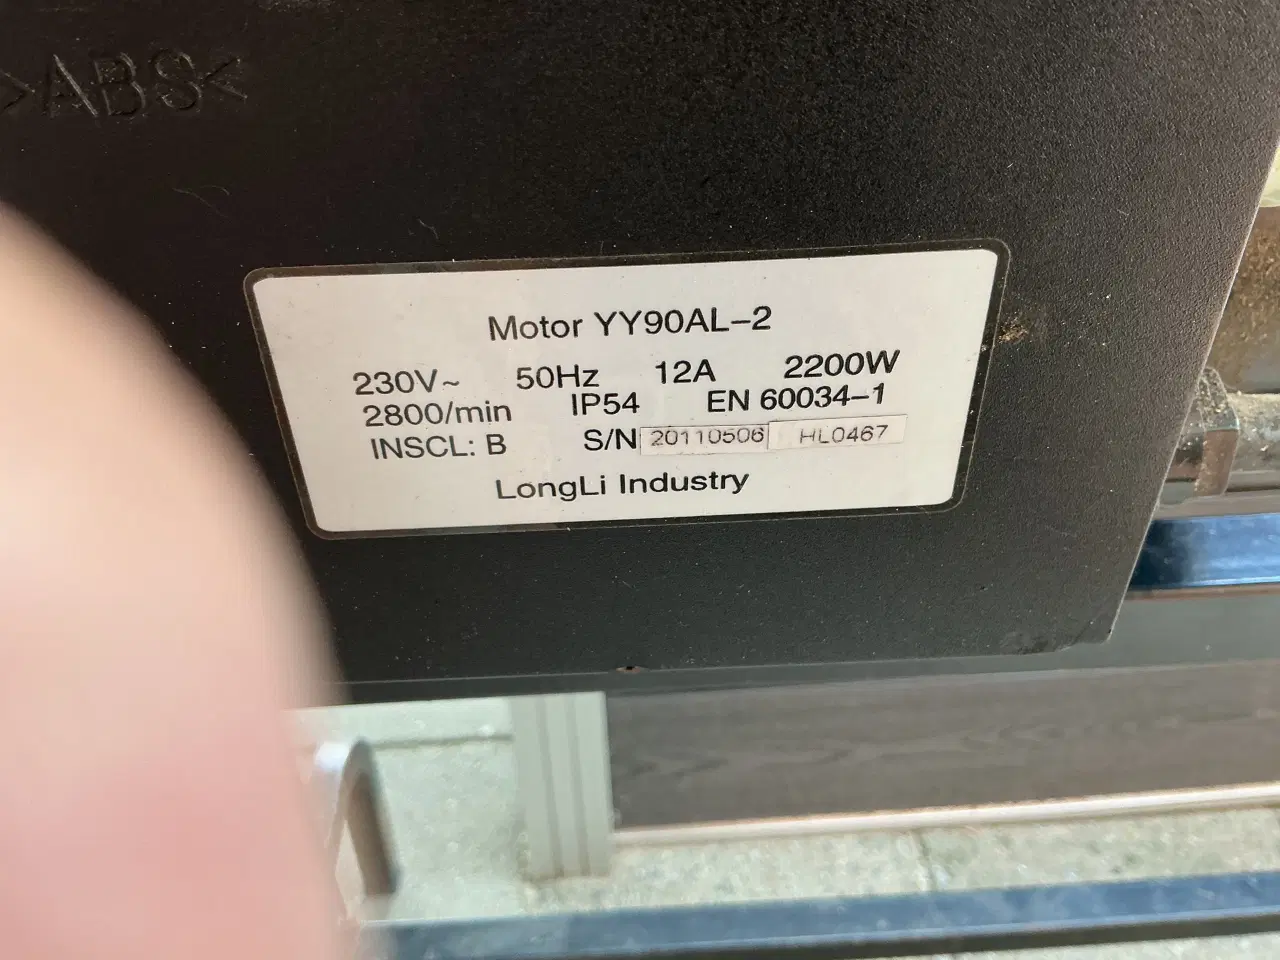 >ABS<
Motor YY90AL-2
230V~ 50Hz 12A 2200W
2800/min IP54 EN 60034-1
INSCL: B S/N 20110506 HL0467
LongLi Industry